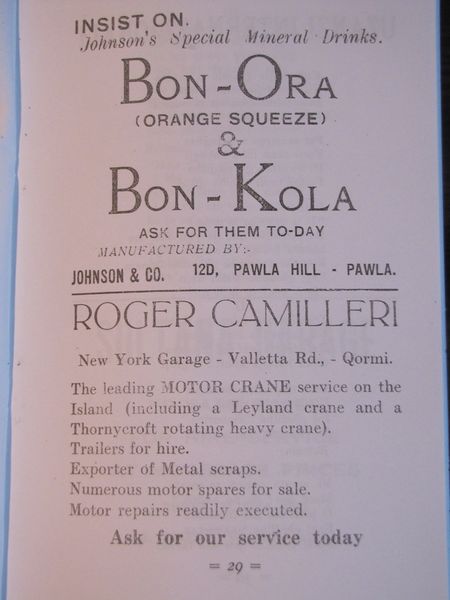 INSIST ON.
Johnson's Special Mineral Drinks.
BON-ORA
(ORANGE SQUEEZE)
&
BON-KOLA
ASK FOR THEM TO-DAY
MANUFACTURED BY:-
JOHNSON & CO. 12D, PAWLA HILL - PAWLA.
ROGER CAMILLERI
New York Garage - Valletta Rd., - Qormi.
The leading MOTOR CRANE service on the
Island (including a Leyland crane and a
Thornycroft rotating heavy crane).
Trailers for hire.
Exporter of Metal scraps.
Numerous motor spares for sale.
Motor repairs readily executed.
Ask for our service today
= 29 =